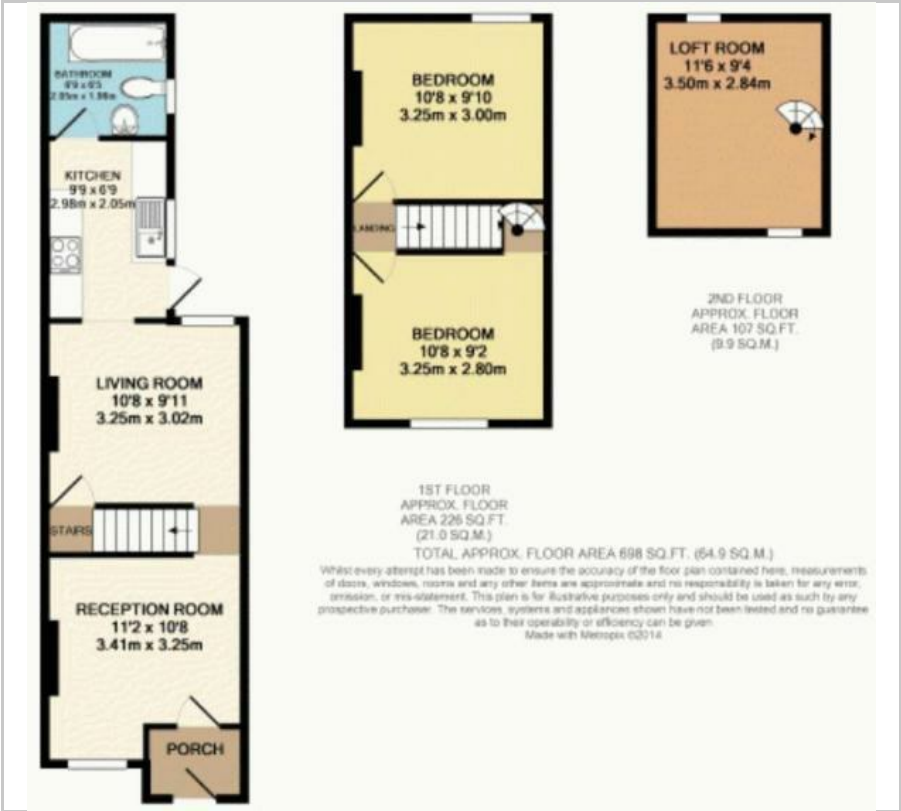 BATHROOM
6'9 x 6'5
2.05m x 1.96m
KITCHEN
9'9 x 6'9
2.98m x 2.05m
LIVING ROOM
10'8 x 9'11
3.25m x 3.02m
STAIRS
RECEPTION ROOM
11'2 x 10'8
3.41m x 3.25m
PORCH
BEDROOM
10'8 x 9'10
3.25m x 3.00m
LANDING
BEDROOM
10'8 x 9'2
3.25m x 2.80m
LOFT ROOM
11'6 x 9'4
3.50m x 2.84m
2ND FLOOR
APPROX. FLOOR
AREA 107 SQ.FT.
(9.9 SQ.M.)
1ST FLOOR
APPROX. FLOOR
AREA 226 SQ.FT.
(21.0 SQ.M.)
TOTAL APPROX. FLOOR AREA 698 SQ.FT. (64.9 SQ.M.)
Whilst every attempt has been made to ensure the accuracy of the floor plan contained here, measurements
of doors, windows, rooms and any other items are approximate and no responsibility is taken for any error,
omission, or mis-statement. This plan is for illustrative purposes only and should be used as such by any
prospective purchaser. The services, systems and appliances shown have not been tested and no guarantee
as to their operability or efficiency can be given
Made with Metropix ©2014